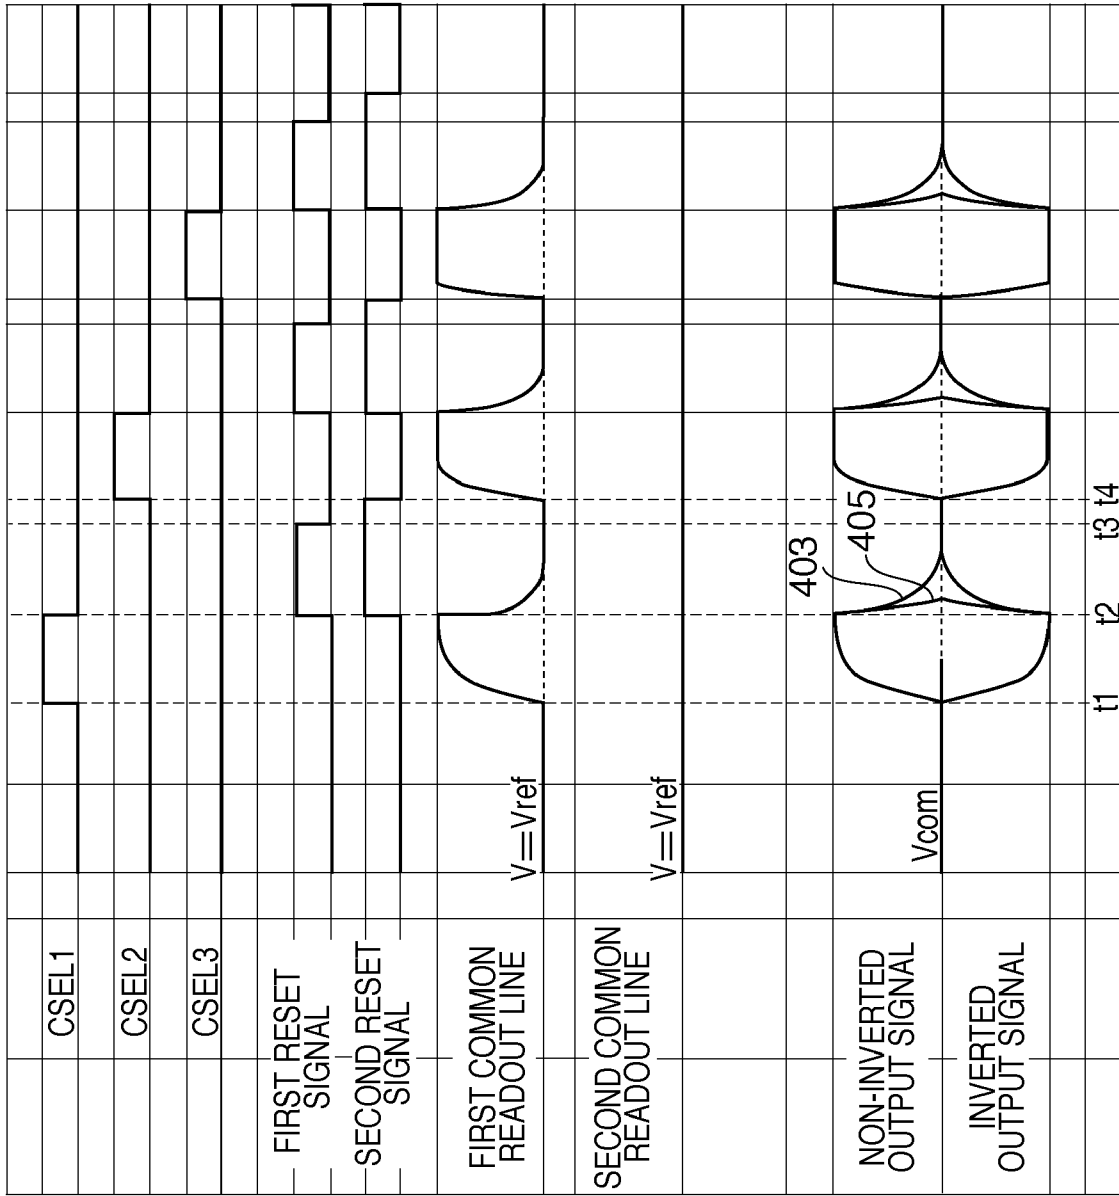 CSEL1
CSEL2
CSEL3
FIRST RESET
SIGNAL
SECOND RESET
SIGNAL
FIRST COMMON
READOUT LINE
V=Vref
SECOND COMMON
READOUT LINE
V=Vref
NON-INVERTED
OUTPUT SIGNAL
Vcom
403
405
INVERTED
OUTPUT SIGNAL
t1
t2
t3
t4